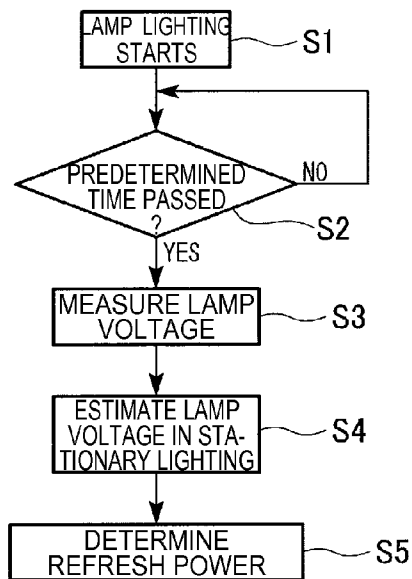 LAMP LIGHTING
STARTS
S1
PREDETERMINED
TIME PASSED
?
NO
S2
YES
MEASURE LAMP
VOLTAGE
S3
ESTIMATE LAMP
VOLTAGE IN STA-
TIONARY LIGHTING
S4
DETERMINE
REFRESH POWER
S5